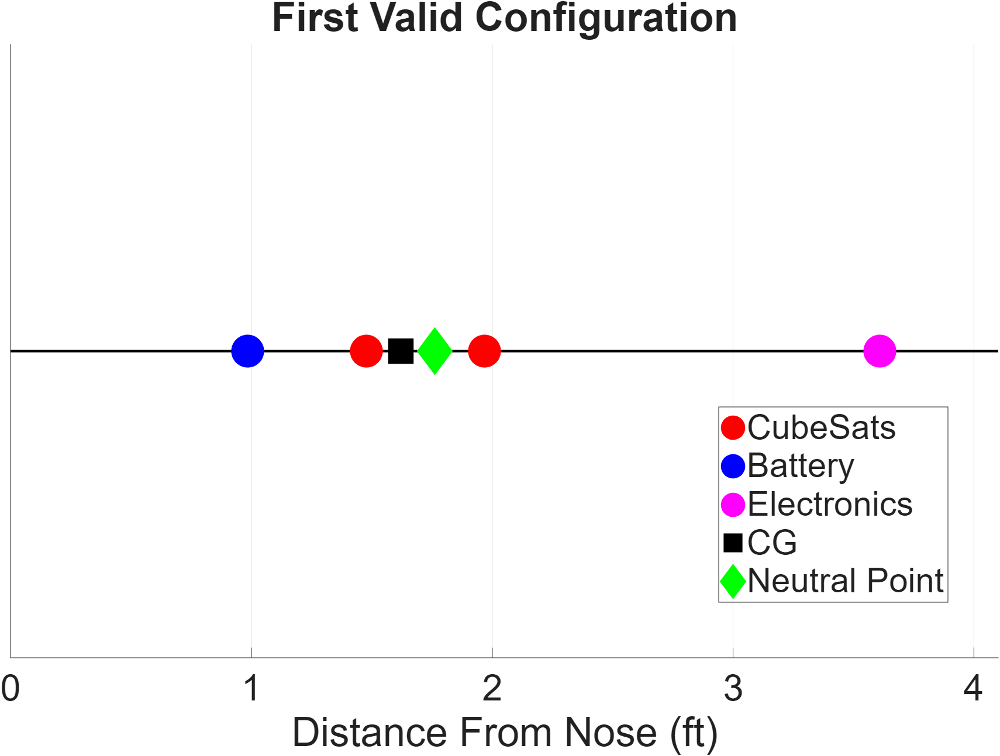 First Valid Configuration
CubeSats
Battery
Electronics
CG
Neutral Point
0 1 2 3 4
Distance From Nose (ft)